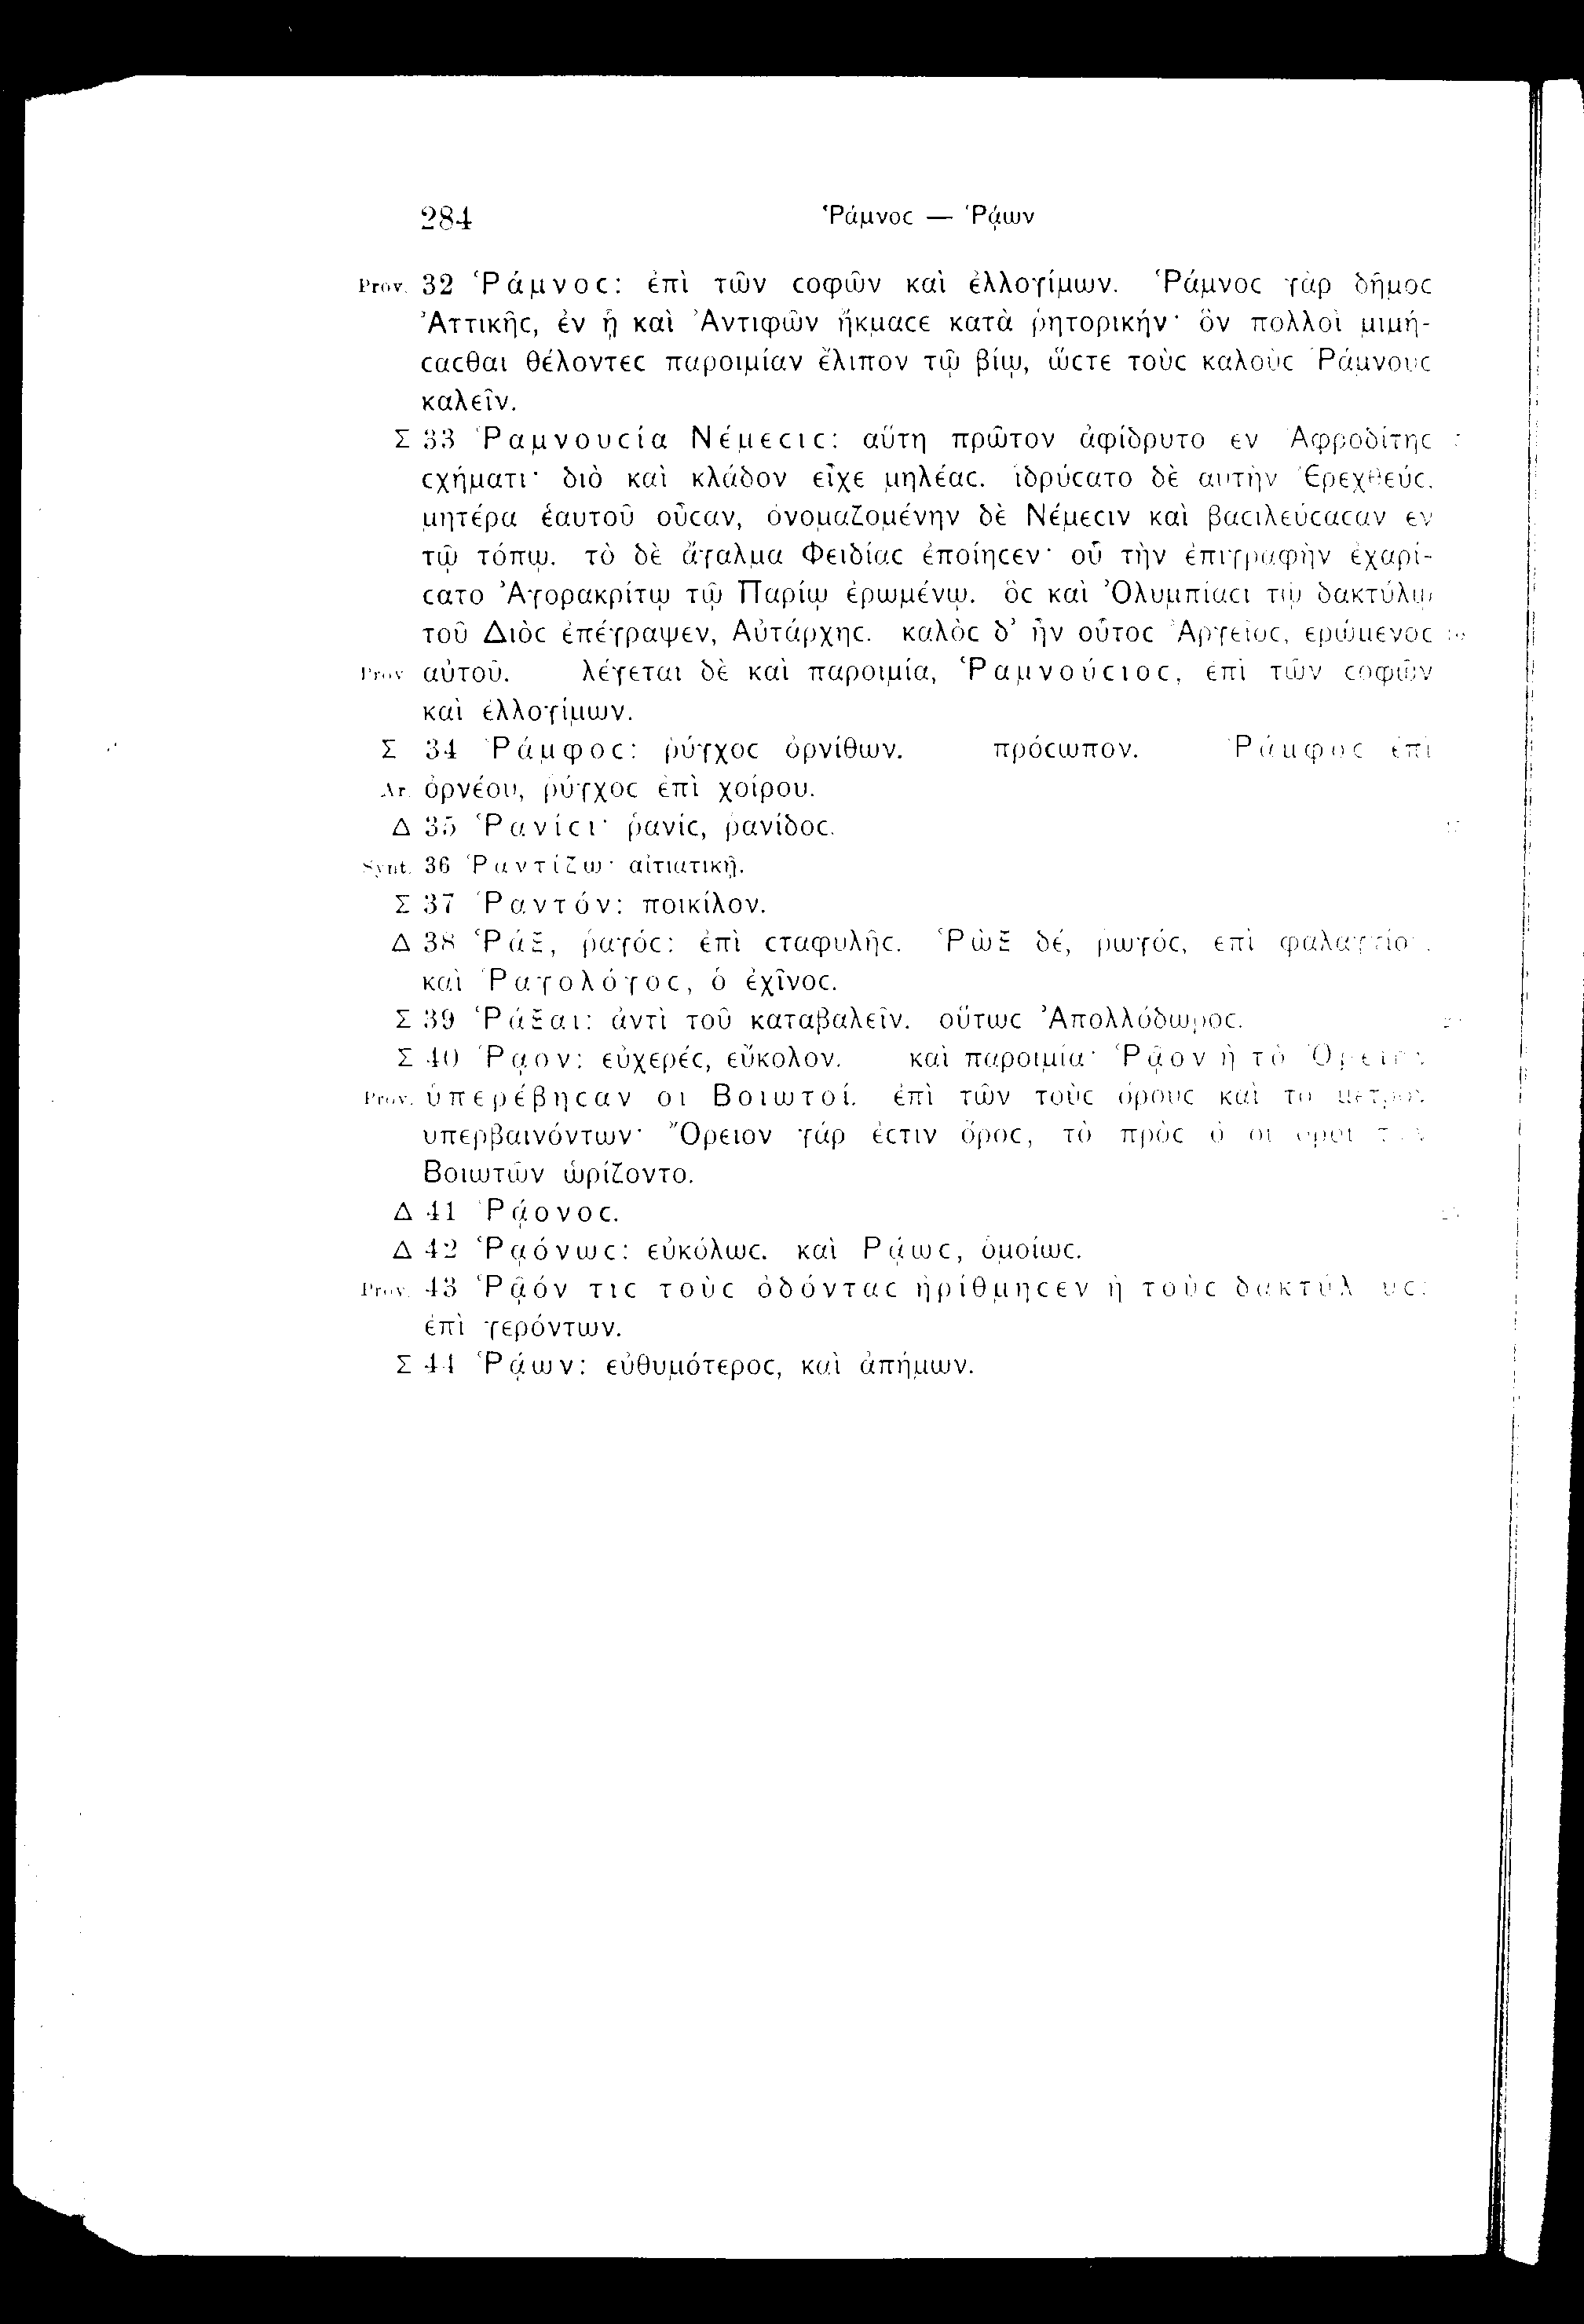 284 Ῥάμνοϲ — Ῥᾴων
Prov. 32 Ῥάμνοϲ: ἐπὶ τῶν ϲοφῶν καὶ ἐλλογίμων. Ῥάμνοϲ γὰρ δῆμοϲ
Ἀττικῆϲ, ἐν ᾗ καὶ Ἀντιφῶν ἤκμαϲε κατὰ ῥητορικήν· ὃν πολλοὶ μιμή-
ϲαϲθαι θέλοντεϲ παροιμίαν ἔλιπον τῷ βίῳ, ὥϲτε τοὺϲ καλοὺϲ Ῥάμνουϲ
καλεῖν.
Σ 33 Ῥαμνουϲία Νέμεϲιϲ: αὕτη πρῶτον ἀφίδρυτο ἐν Ἀφροδίτηϲ
ϲχήματι· διὸ καὶ κλάδον εἶχε μηλέαϲ. ἱδρύϲατο δὲ αὐτὴν Ἐρεχθεύϲ,
μητέρα ἑαυτοῦ οὖϲαν, ὀνομαζομένην δὲ Νέμεϲιν καὶ βαϲιλεύϲαϲαν ἐν
τῷ τόπῳ. τὸ δὲ ἄγαλμα Φειδίαϲ ἐποίηϲεν· οὗ τὴν ἐπιγραφὴν ἐχαρί-
ϲατο Ἀγορακρίτῳ τῷ Παρίῳ ἐρωμένῳ. ὃϲ καὶ Ὀλυμπίαϲι τῷ δακτύλῳ
τοῦ Διὸϲ ἐπέγραψεν, Αὐτάρχηϲ. καλὸϲ δ’ ἦν οὗτοϲ Ἀργεῖοϲ, ἐρώμενοϲ
Prov. αὐτοῦ. λέγεται δὲ καὶ παροιμία, Ῥαμνούϲιοϲ, ἐπὶ τῶν ϲοφῶν
καὶ ἐλλογίμων.
Σ 34 Ῥάμφοϲ: ῥύγχοϲ ὀρνίθων. πρόϲωπον. Ῥάμφοϲ ἐπὶ
Ar. ὀρνέου, ῥύγχοϲ ἐπὶ χοίρου.
Δ 35 Ῥανίϲι· ῥανίϲ, ῥανίδοϲ.
Synt. 36 Ῥαντίζω· αἰτιατικῇ.
Σ 37 Ῥαντόν: ποικίλον.
Δ 38 Ῥάξ, ῥαγόϲ: ἐπὶ ϲταφυλῆϲ. Ῥὼξ δέ, ῥωγόϲ, ἐπὶ φαλαγγίου.
καὶ Ῥαγολόγοϲ, ὁ ἐχῖνοϲ.
Σ 39 Ῥάξαι: ἀντὶ τοῦ καταβαλεῖν. οὕτωϲ Ἀπολλόδωροϲ.
Σ 40 Ῥᾷον: εὐχερέϲ, εὔκολον. καὶ παροιμία· Ῥᾷον ἢ τὸ Ὄρειον
Prov. ὑπερέβηϲαν οἱ Βοιωτοί. ἐπὶ τῶν τοὺϲ ὅρουϲ καὶ τὸ μέτρον
ὑπερβαινόντων· Ὄρειον γάρ ἐϲτιν ὄροϲ, τὸ πρὸϲ ὃ οἱ ὅροι τῶν
Βοιωτῶν ὡρίζοντο.
Δ 41 Ῥᾴονοϲ.
Δ 42 Ῥᾳόνωϲ: εὐκόλωϲ. καὶ Ῥᾴωϲ, ὁμοίωϲ.
Prov. 43 Ῥᾷόν τιϲ τοὺϲ ὀδόνταϲ ἠρίθμηϲεν ἢ τοὺϲ δακτύλουϲ:
ἐπὶ γερόντων.
Σ 44 Ῥᾴων: εὐθυμότεροϲ, καὶ ἀπήμων.